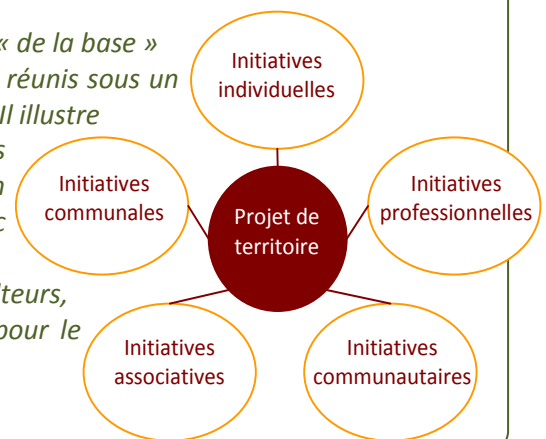 « de la base »
réunis sous un
Il illustre
lteurs,
pour le
Initiatives
individuelles
Initiatives
communales
Projet de
territoire
Initiatives
professionnelles
Initiatives
associatives
Initiatives
communautaires